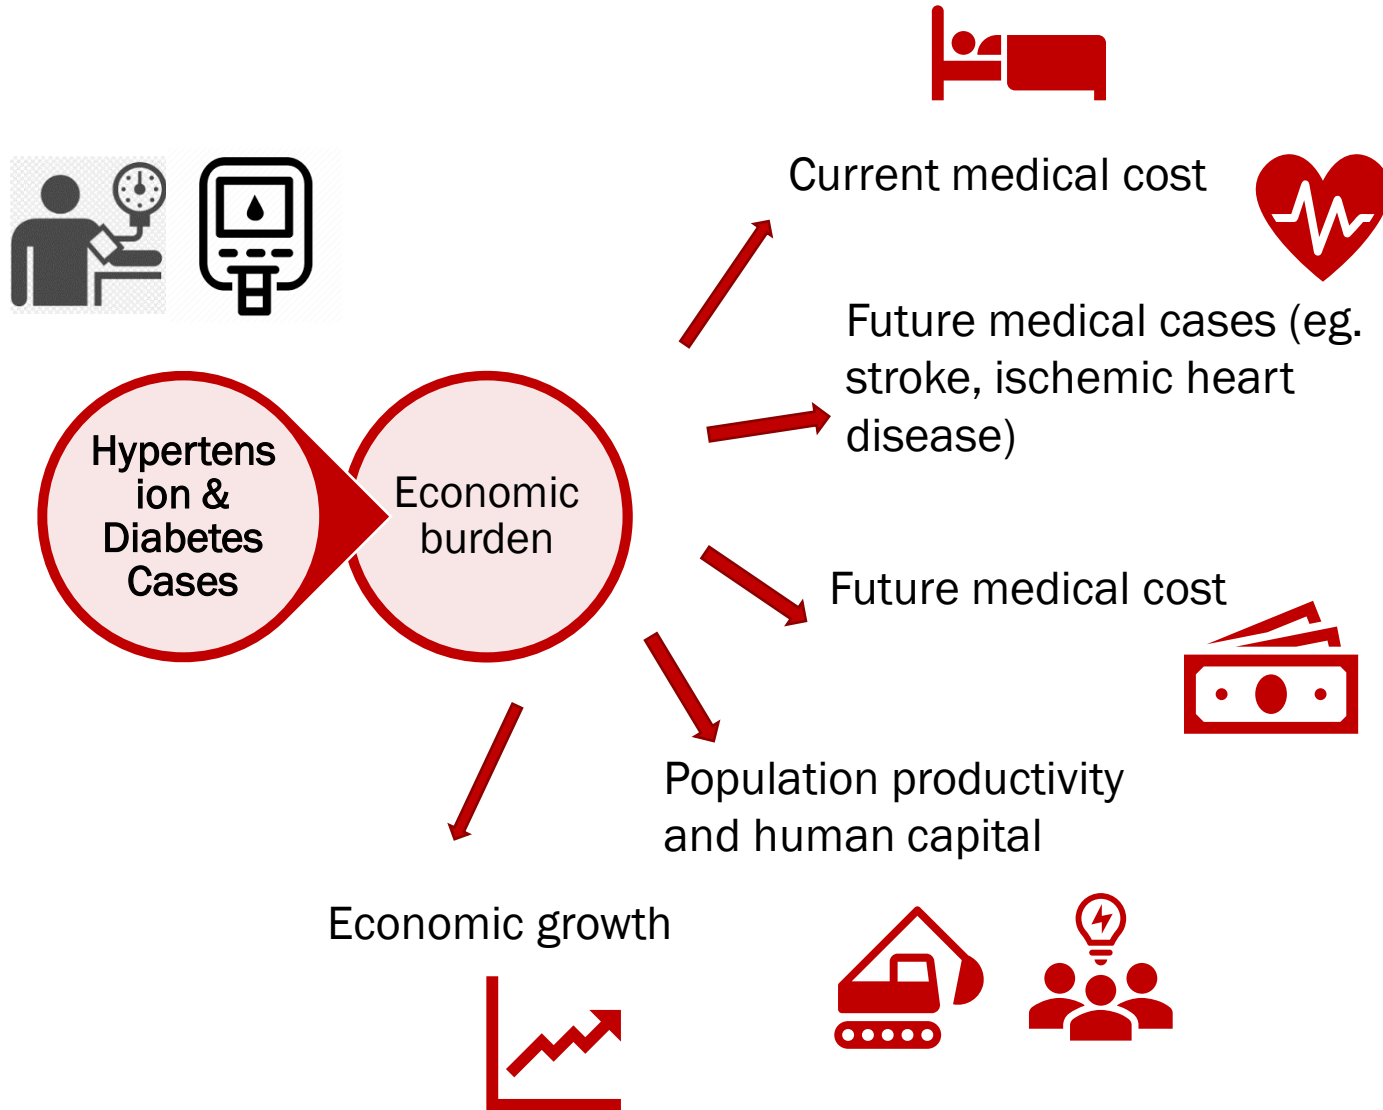 Hypertens
ion &
Diabetes
Cases
Economic
burden
Current medical cost
Future medical cases (eg.
stroke, ischemic heart
disease)
Future medical cost
Population productivity
and human capital
Economic growth